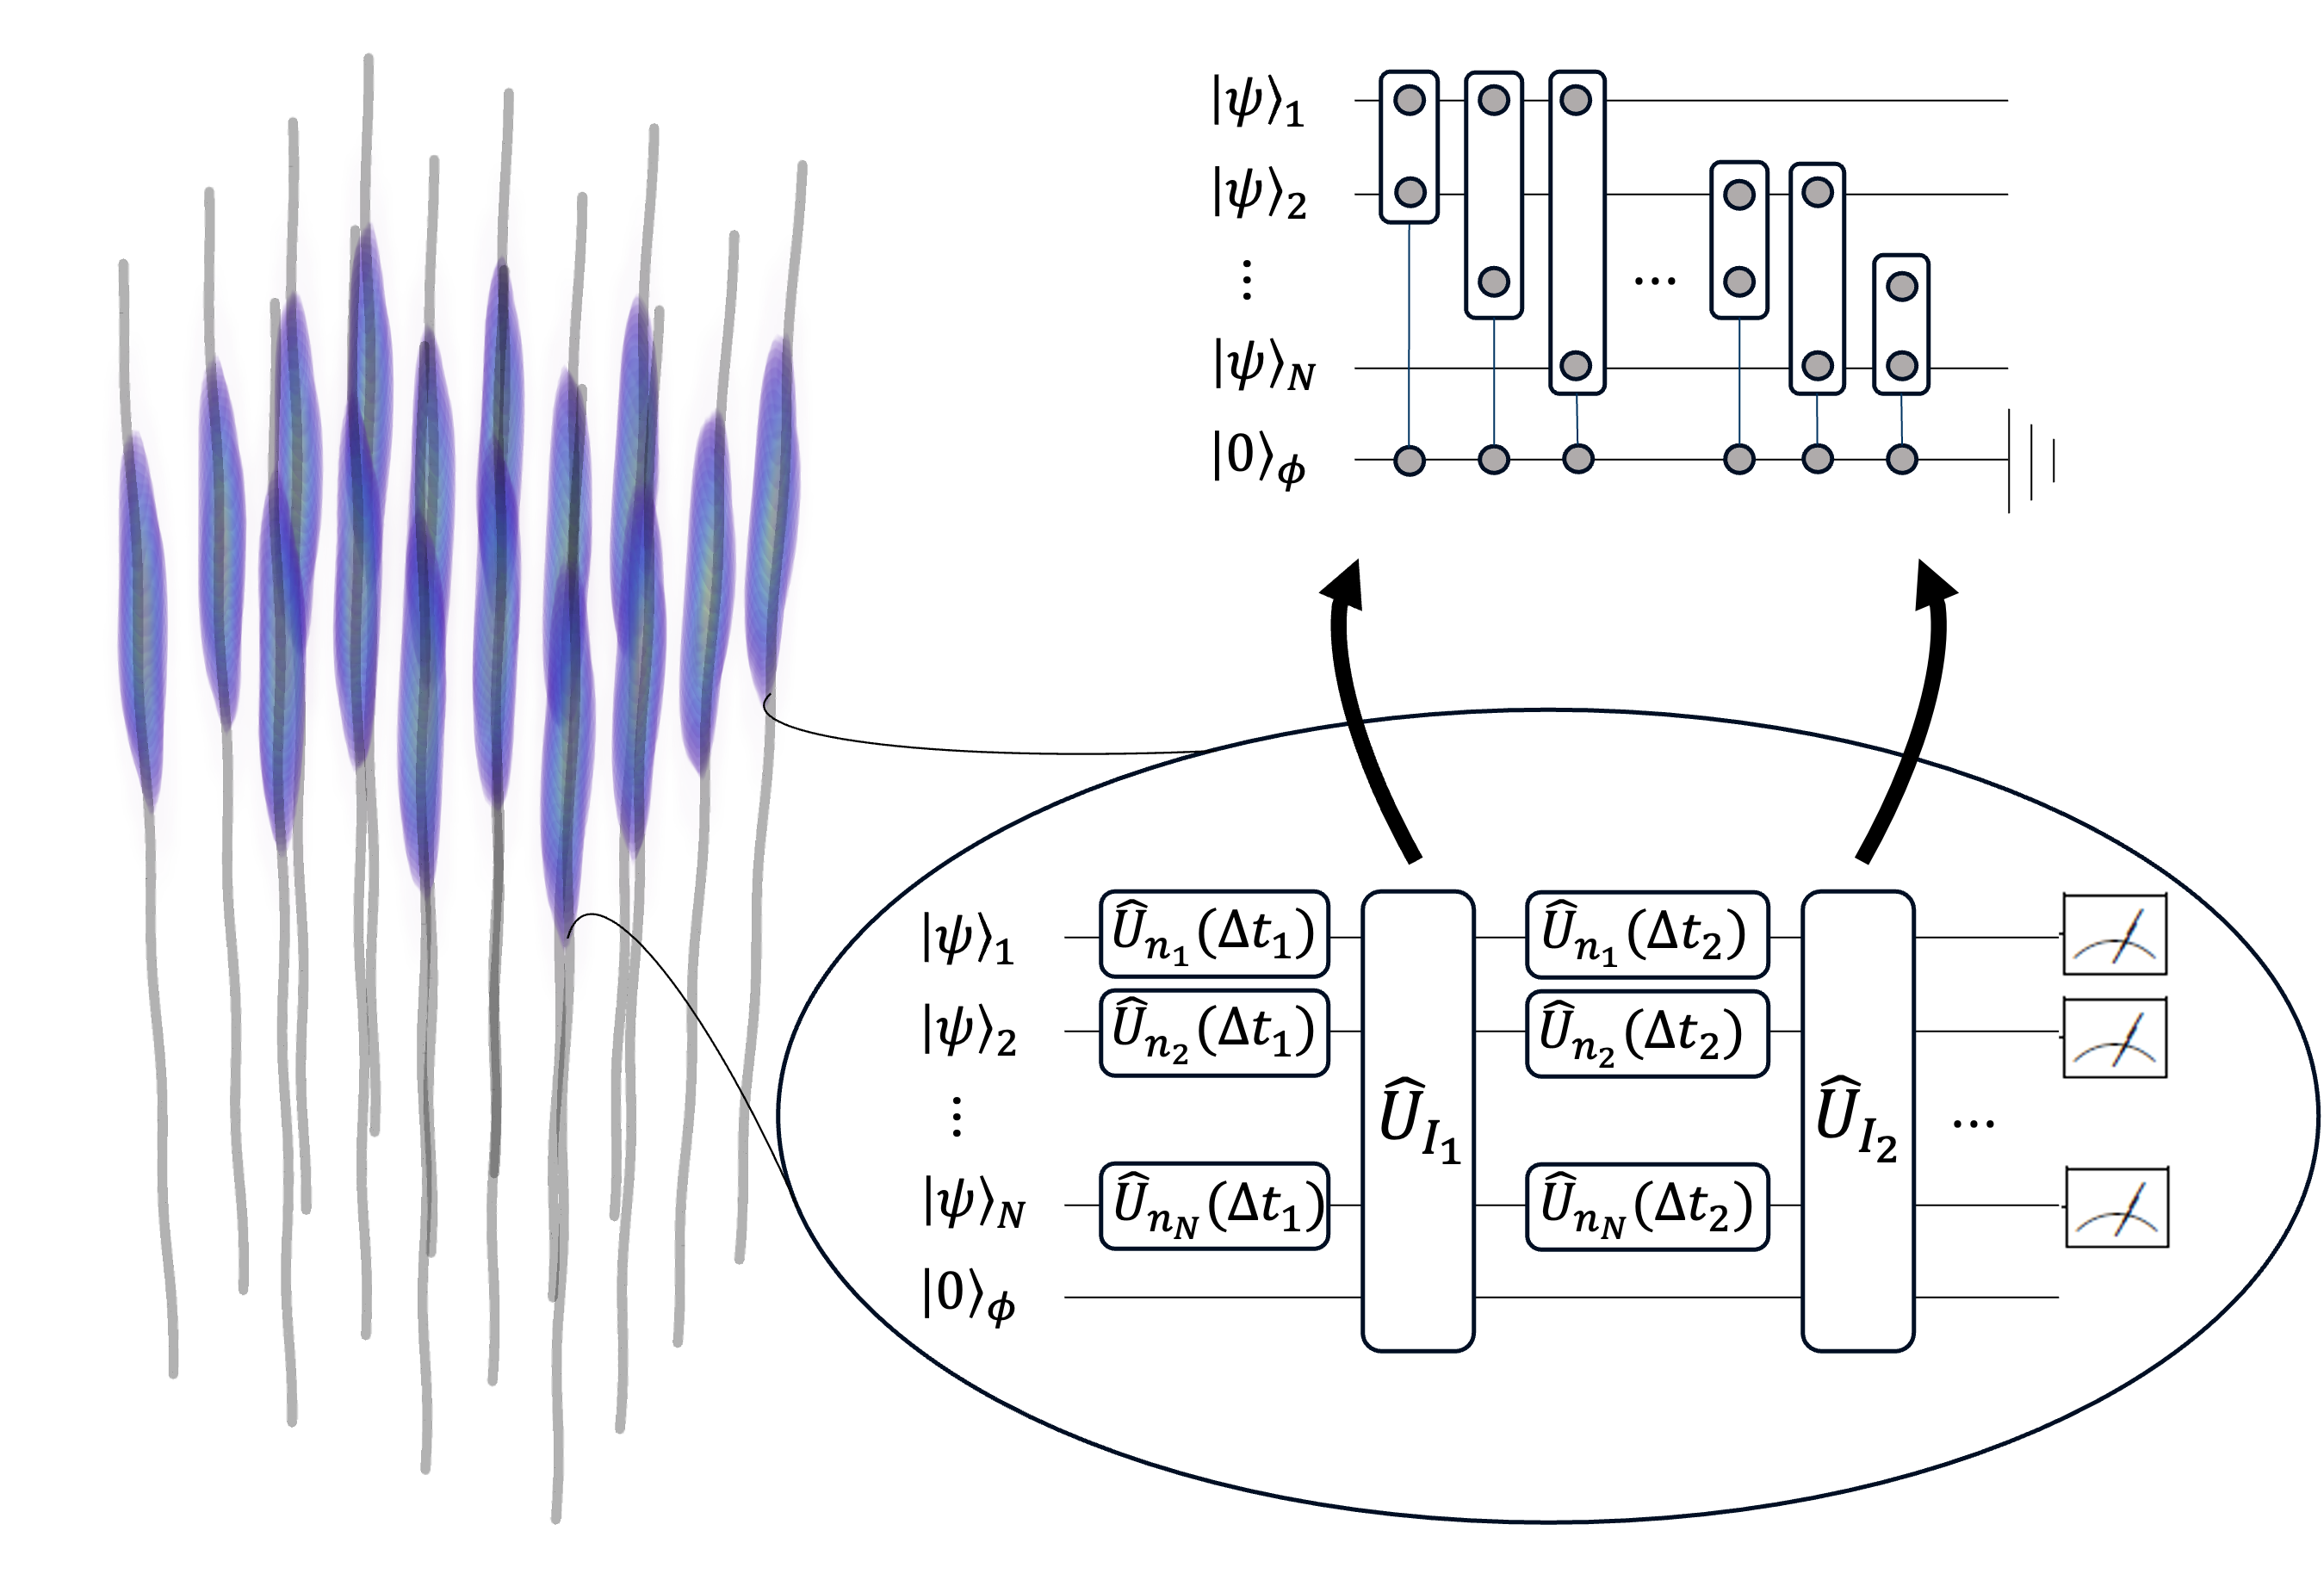 |ψ⟩₁
|ψ⟩₂
⋮
...
|ψ⟩_N
|0⟩_ϕ
|ψ⟩₁ Û_{n₁}(Δt₁) Û_{n₁}(Δt₂)
|ψ⟩₂ Û_{n₂}(Δt₁) Û_{n₂}(Δt₂)
⋮ Û_{I₁} Û_{I₂} ...
|ψ⟩_N Û_{n_N}(Δt₁) Û_{n_N}(Δt₂)
|0⟩_ϕ